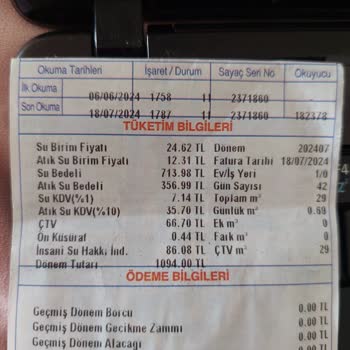 Okuma Tarihleri İşaret / Durum Sayaç Seri No Okuyucu
İlk Okuma 06/06/2024 1758 11 2371860 -
Son Okuma 18/07/2024 1787 11 2371860 182378
TÜKETİM BİLGİLERİ
Su Birim Fiyatı 24.62 TL Dönem 202407
Atık Su Birim Fiyatı 12.31 TL Fatura Tarihi 18/07/2024
Su Bedeli 713.98 TL Ev/İş Yeri 1/0
Atık Su Bedeli 356.99 TL Gün Sayısı 42
Su KDV(%1) 7.14 TL Toplam m³ 29
Atık Su KDV(%10) 35.70 TL Günlük m³ 0.69
ÇTV 66.70 TL Ek m³ 0
Ön Küsürat 0.44 TL Fark m³ 0
İnsani Su Hakkı İnd. 86.08 TL ÇTV m³ 29
Dönem Tutarı 1094.00 TL
ÖDEME BİLGİLERİ
Geçmiş Dönem Borcu 0.00 TL
Geçmiş Dönem Gecikme Zammı 0.00 TL
Geçmiş Dönem Alacağı 0.00 TL
F4